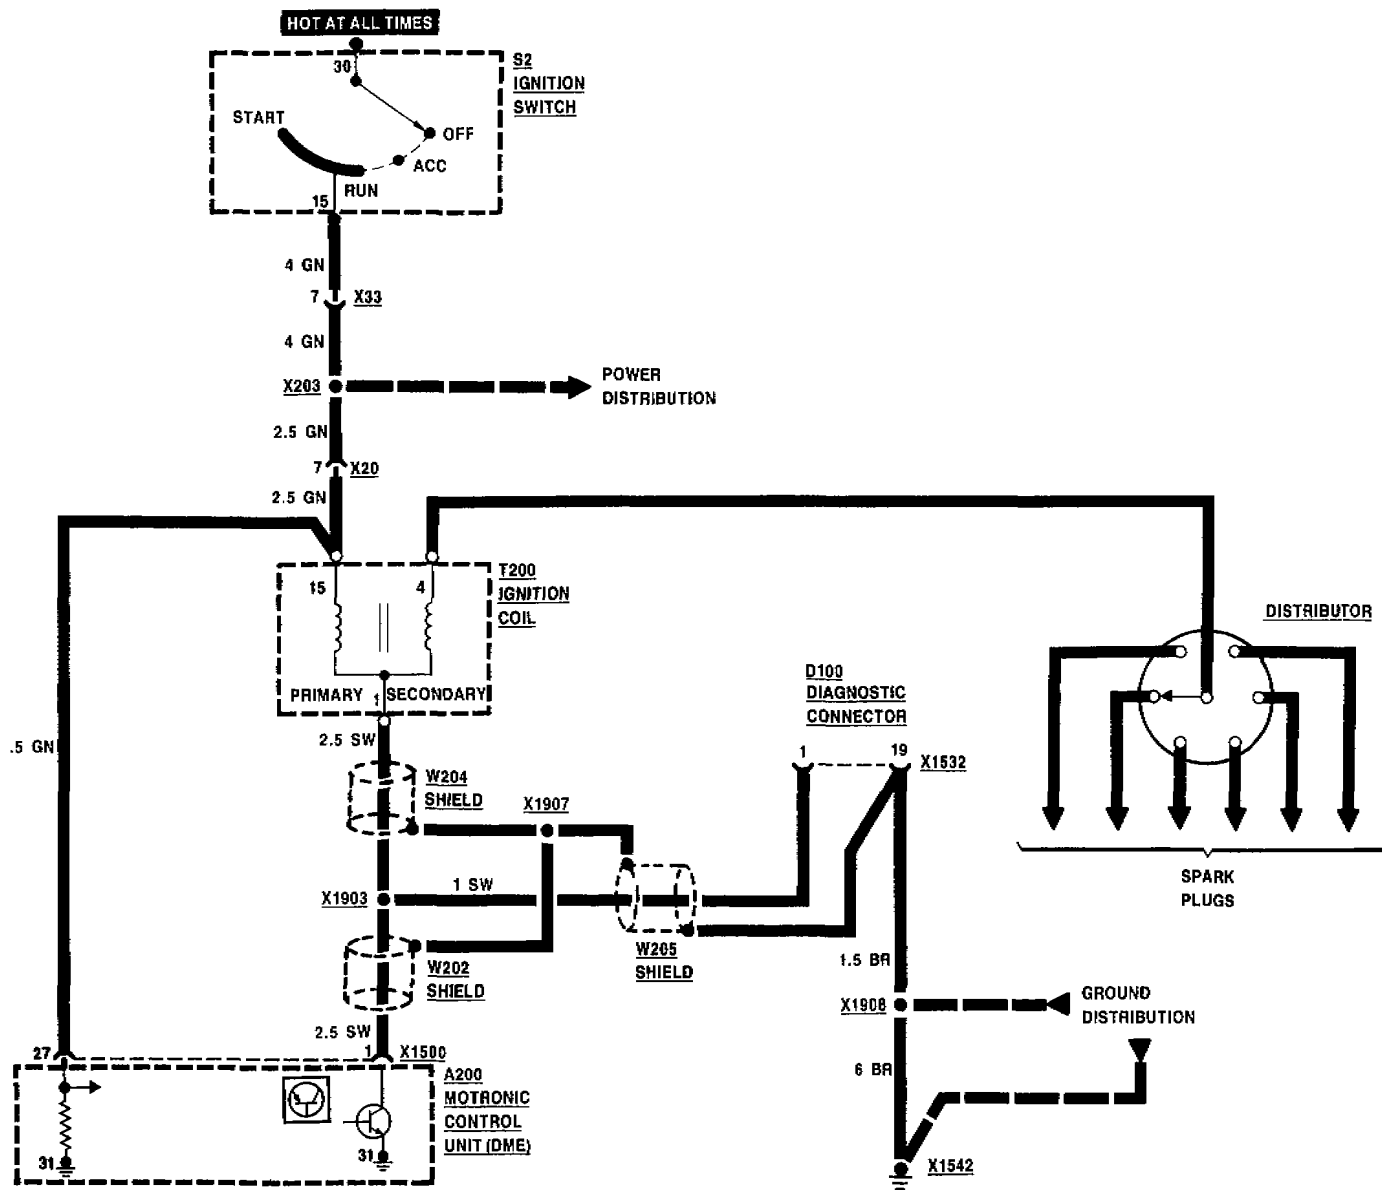 HOT AT ALL TIMES
S2
IGNITION
SWITCH
30
START
OFF
ACC
RUN
15
4 GN
7 X33
4 GN
X203
POWER
DISTRIBUTION
2.5 GN
7 X20
2.5 GN
T200
IGNITION
COIL
15
4
PRIMARY
1
SECONDARY
DISTRIBUTOR
D100
DIAGNOSTIC
CONNECTOR
1
19
X1532
.5 GN
2.5 SW
W204
SHIELD
X1907
X1903
1 SW
SPARK
PLUGS
W205
SHIELD
W202
SHIELD
1.5 BR
X1908
GROUND
DISTRIBUTION
2.5 SW
27
1
X1500
6 BR
A200
MOTRONIC
CONTROL
UNIT (DME)
31
31
X1542